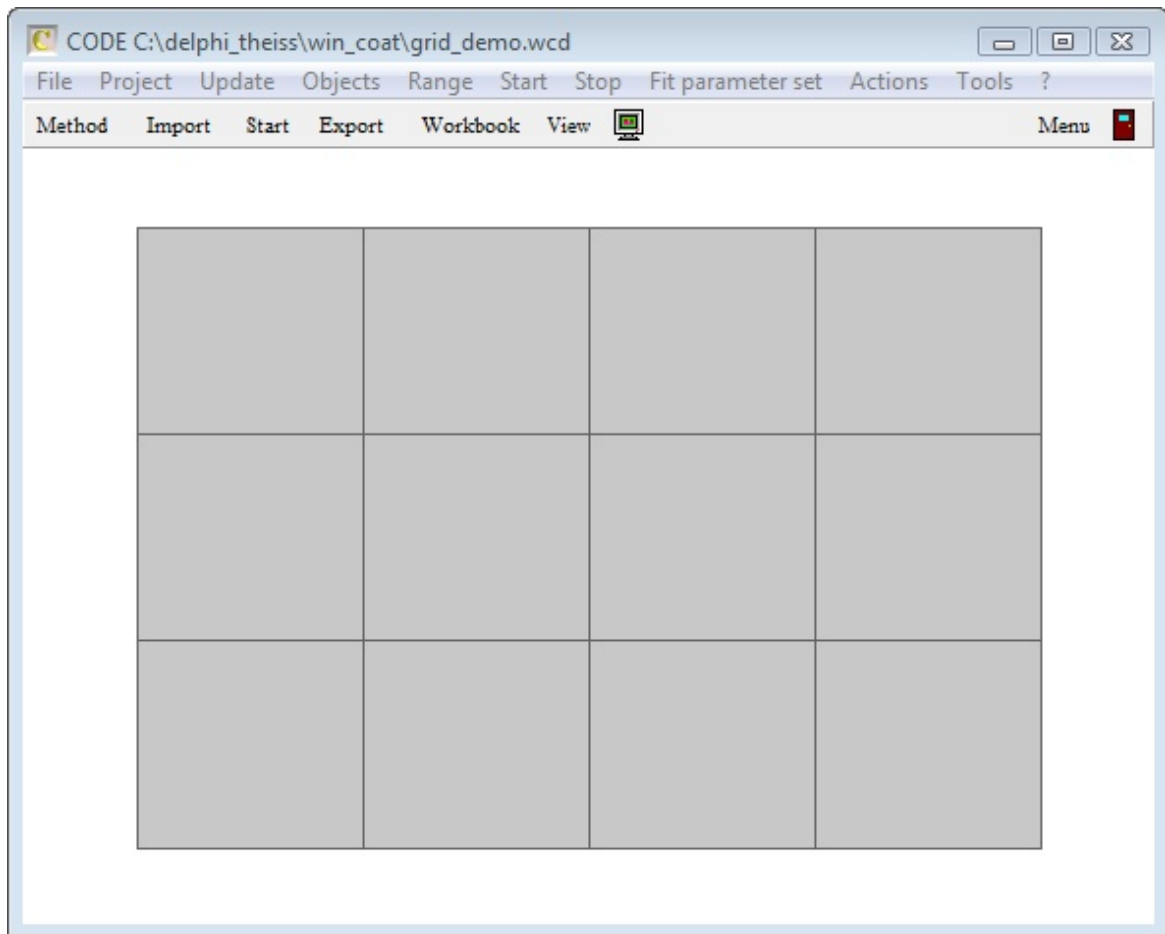 CODE C:\delphi_theiss\win_coat\grid_demo.wcd
File Project Update Objects Range Start Stop Fit parameter set Actions Tools ?
Method Import Start Export Workbook View Menu